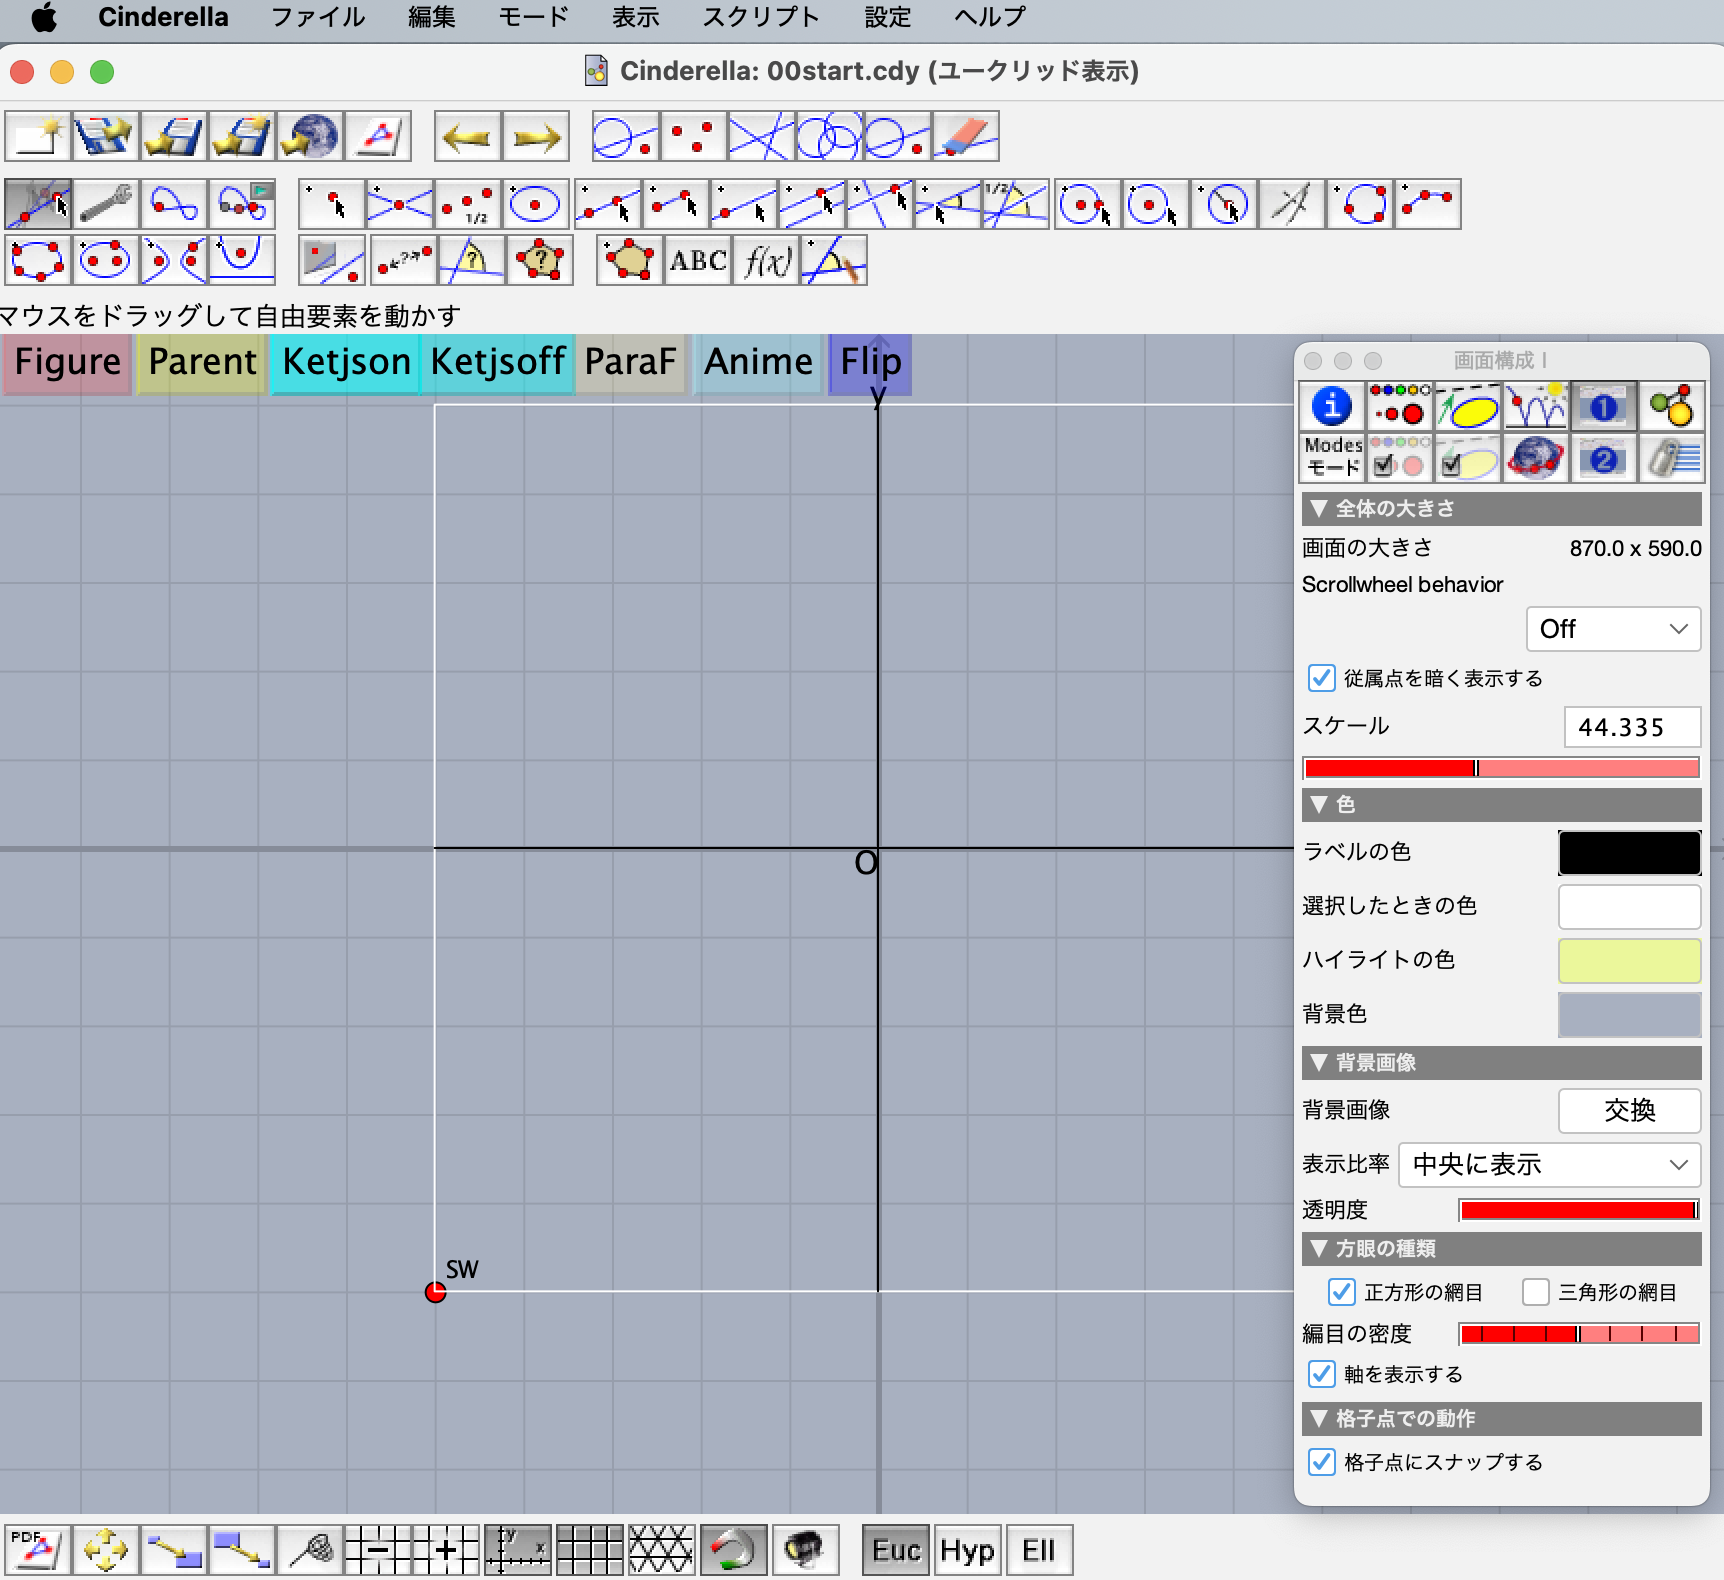 Cinderella ファイル 編集 モード 表示 スクリプト 設定 ヘルプ
Cinderella: 00start.cdy (ユークリッド表示)
1/2 1/2
? ? ? ABC f(x)
マウスをドラッグして自由要素を動かす
Figure Parent Ketjson Ketjsoff ParaF Anime Flip
y
O
SW
画面構成 I
i 1
Modes モード 2
▼ 全体の大きさ
画面の大きさ 870.0 x 590.0
Scrollwheel behavior
Off
従属点を暗く表示する
スケール 44.335
▼ 色
ラベルの色
選択したときの色
ハイライトの色
背景色
▼ 背景画像
背景画像 交換
表示比率 中央に表示
透明度
▼ 方眼の種類
正方形の網目 三角形の網目
編目の密度
軸を表示する
▼ 格子点での動作
格子点にスナップする
PDF y x Euc Hyp Ell